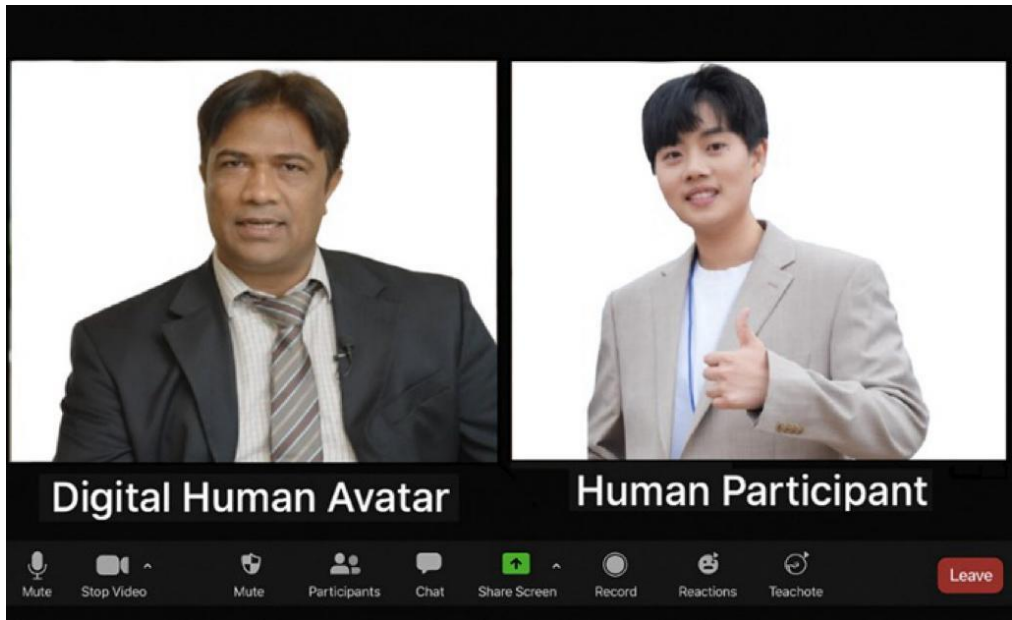 Digital Human Avatar
Human Participant
Mute
Stop Video
Mute
Participants
Chat
Share Screen
Record
Reactions
Teachote
Leave